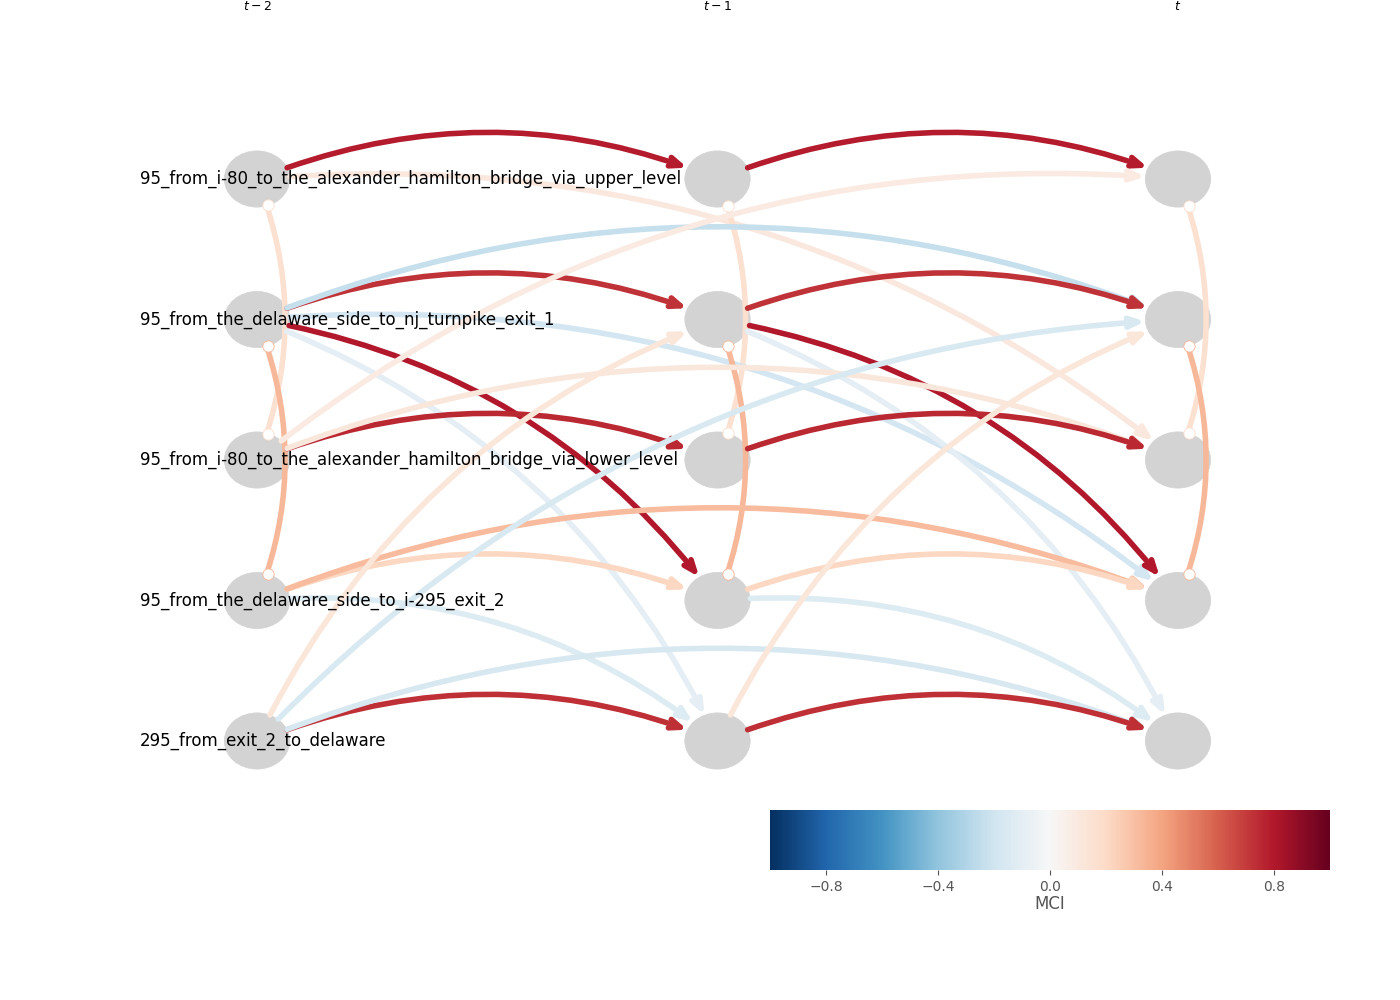 t − 2 t − 1 t
95_from_i-80_to_the_alexander_hamilton_bridge_via_upper_level
95_from_the_delaware_side_to_nj_turnpike_exit_1
95_from_i-80_to_the_alexander_hamilton_bridge_via_lower_level
95_from_the_delaware_side_to_i-295_exit_2
295_from_exit_2_to_delaware
−0.8 −0.4 0.0 0.4 0.8
MCI